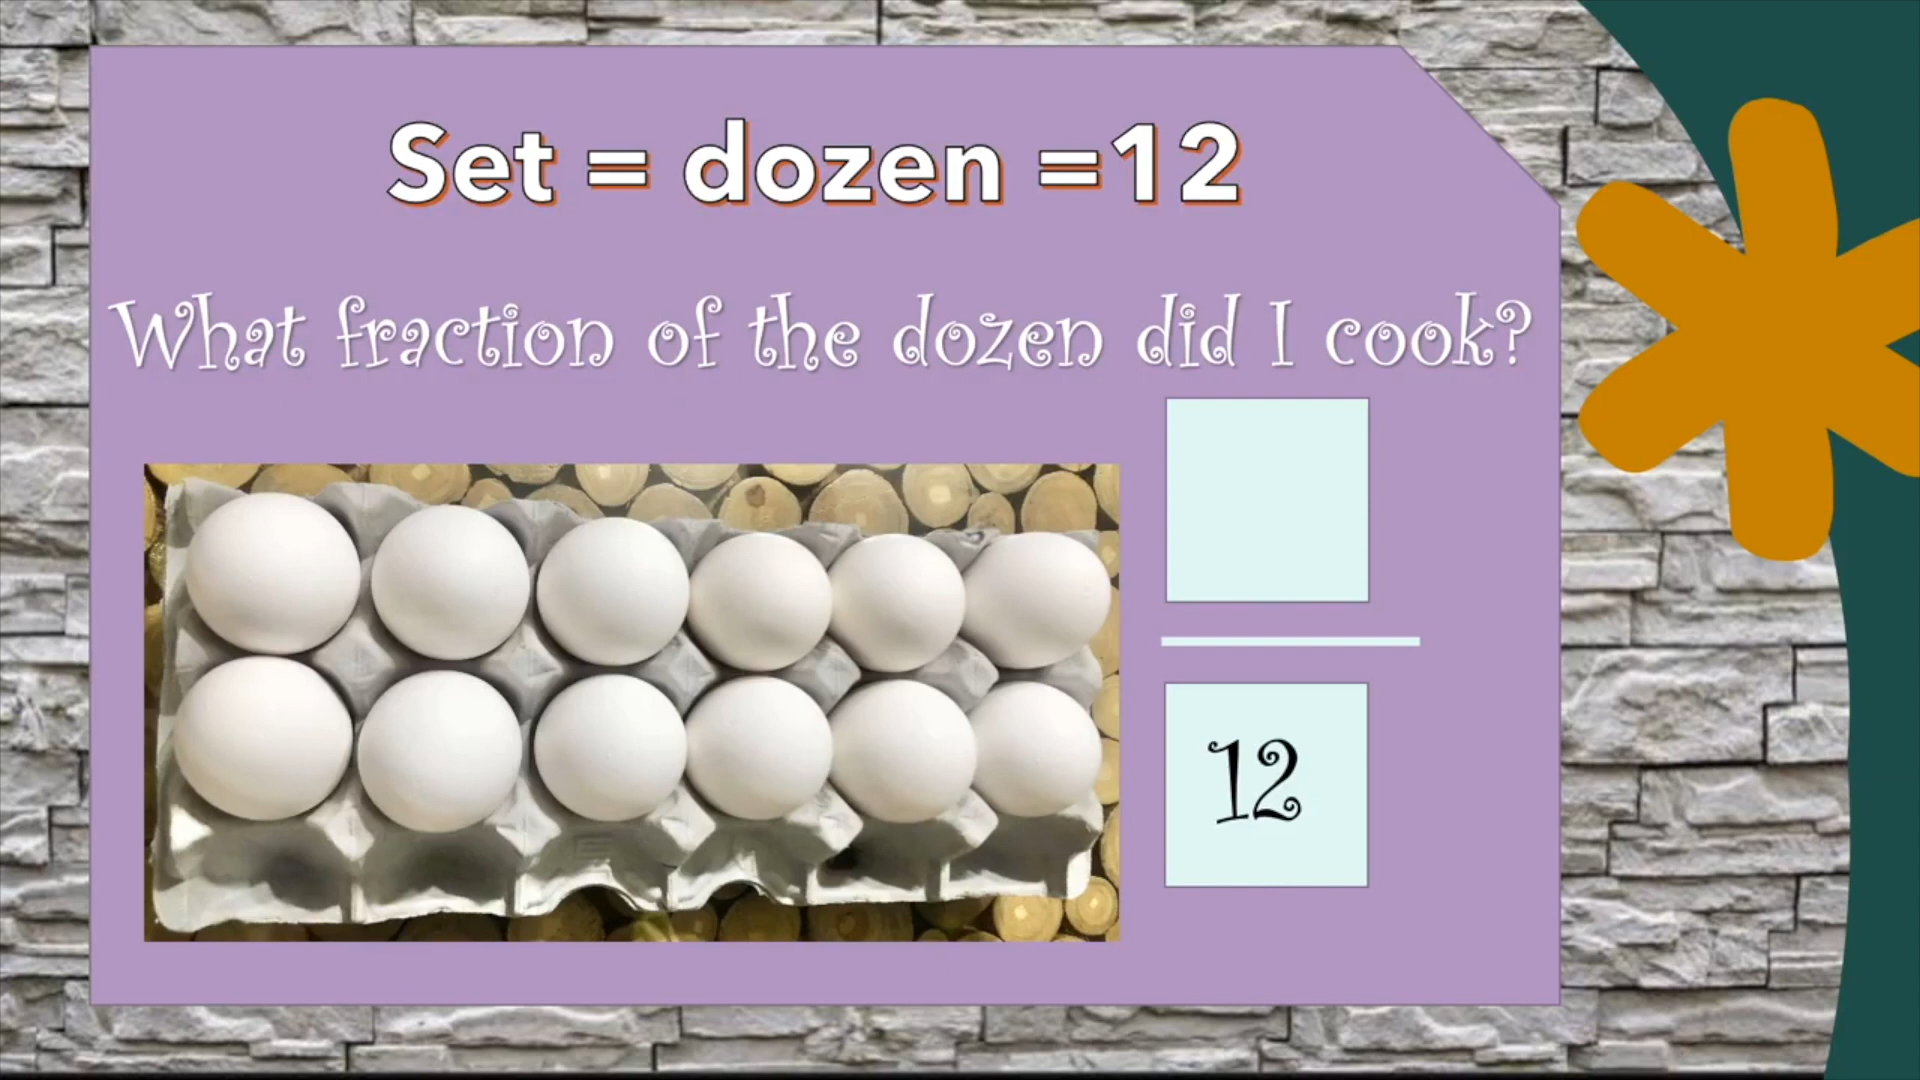 Set = dozen =12
What fraction of the dozen did I cook?
12